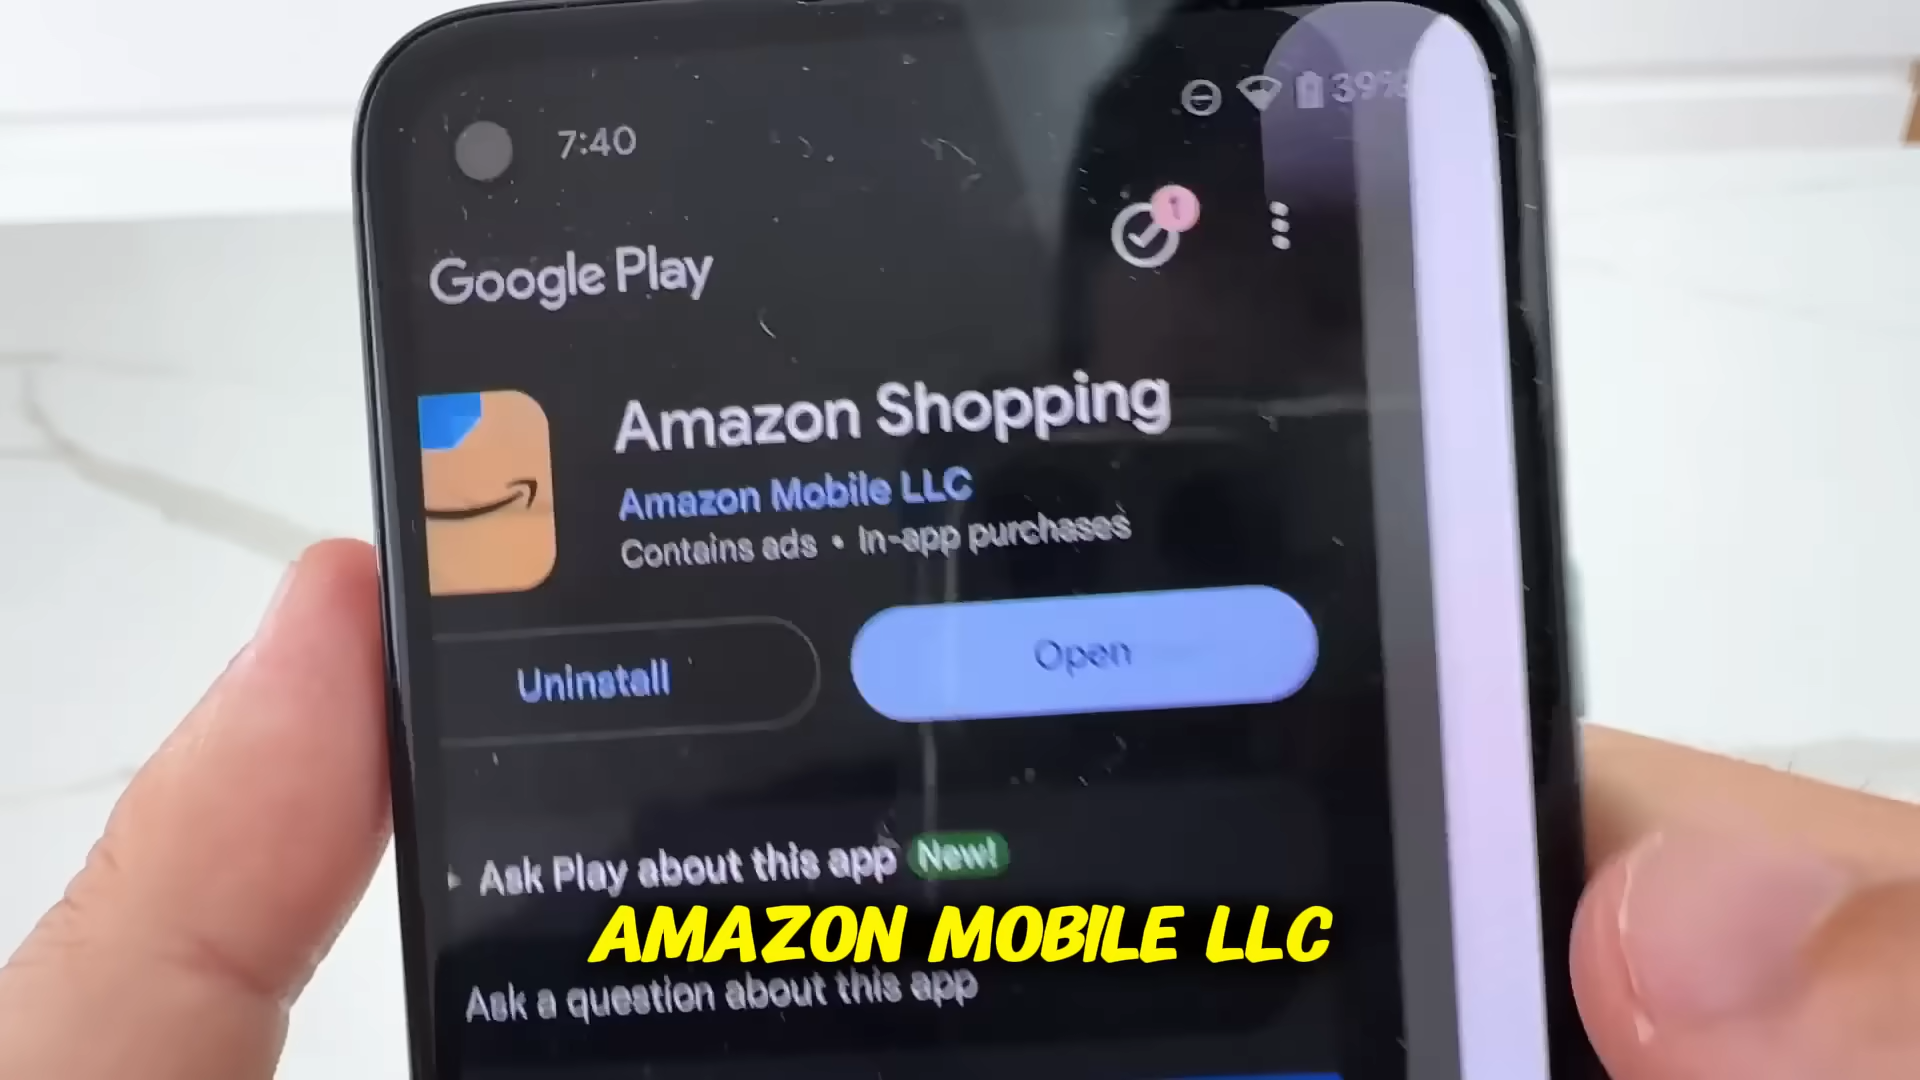 7:40
39%
1
Google Play
Amazon Shopping
Amazon Mobile LLC
Contains ads • In-app purchases
Uninstall
Open
Ask Play about this app New!
AMAZON MOBILE LLC
Ask a question about this app